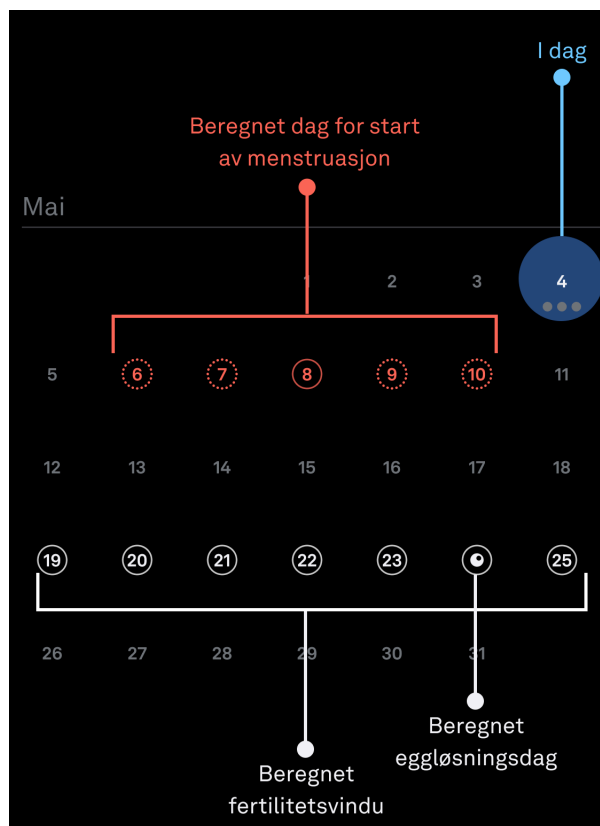 I dag
Beregnet dag for start
av menstruasjon
Mai
1 2 3 4
5 6 7 8 9 10 11
12 13 14 15 16 17 18
19 20 21 22 23 25
26 27 28 29 30 31
Beregnet
eggløsningsdag
Beregnet
fertilitetsvindu